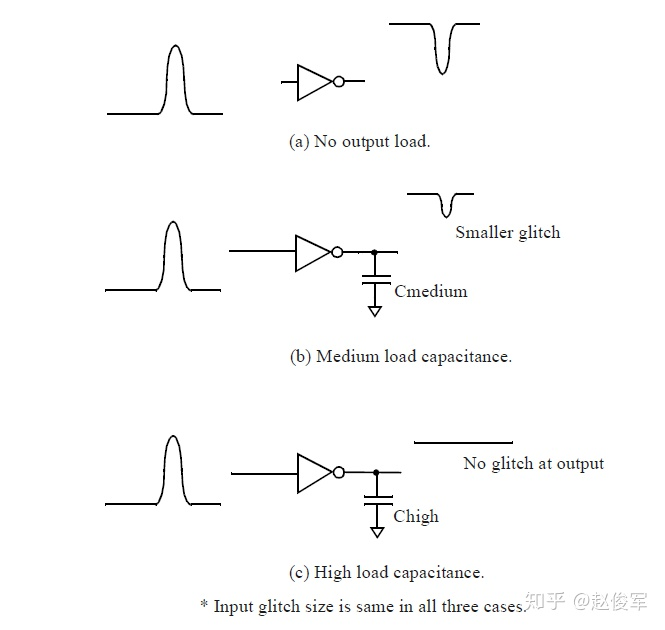 (a) No output load.
Smaller glitch
Cmedium
(b) Medium load capacitance.
No glitch at output
Chigh
(c) High load capacitance.
* Input glitch size is same in all three cases.
知乎 @赵俊军